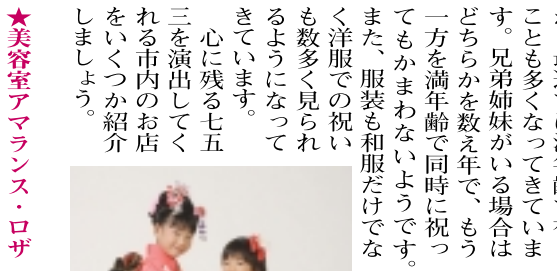 ことも多くなってきていま
す。兄弟姉妹がいる場合は
どちらかを数え年で、もう
一方を満年齢で同時に祝っ
てもかまわないようです。
また、服装も和服だけでな
く洋服での祝い
も数多く見られ
るようになって
きています。
心に残る七五
三を演出してく
れる市内のお店
をいくつか紹介
しましょう。
★美容室アマランス・ロザ